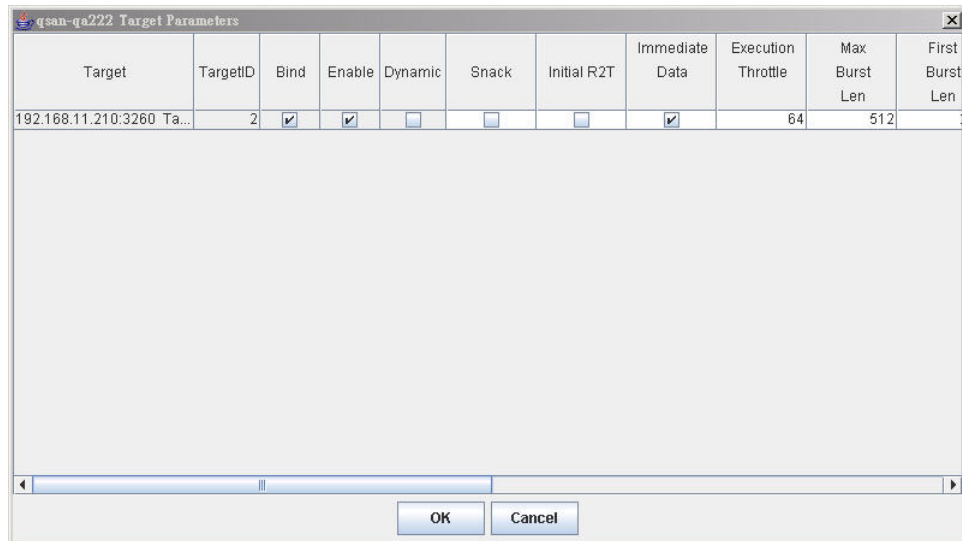 qsan-qa222 Target Parameters
Target TargetID Bind Enable Dynamic Snack Initial R2T Immediate Data Execution Throttle Max Burst Len First Burst Len
192.168.11.210:3260 Ta... 2 64 512
OK Cancel